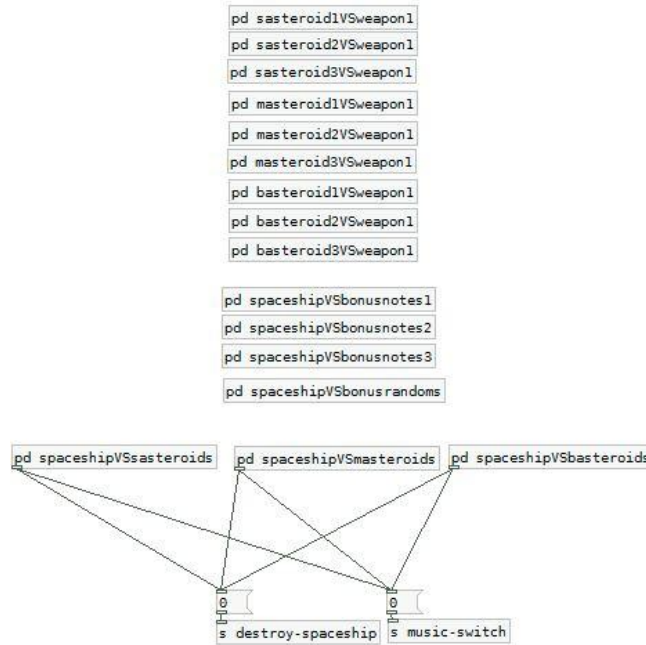 pd sasteroid1VSweapon1
pd sasteroid2VSweapon1
pd sasteroid3VSweapon1
pd masteroid1VSweapon1
pd masteroid2VSweapon1
pd masteroid3VSweapon1
pd basteroid1VSweapon1
pd basteroid2VSweapon1
pd basteroid3VSweapon1
pd spaceshipVSbonusnotes1
pd spaceshipVSbonusnotes2
pd spaceshipVSbonusnotes3
pd spaceshipVSbonusrandoms
pd spaceshipVSsasteroids
pd spaceshipVSmasteroids
pd spaceshipVSbasteroids
0
0
s destroy-spaceship
s music-switch